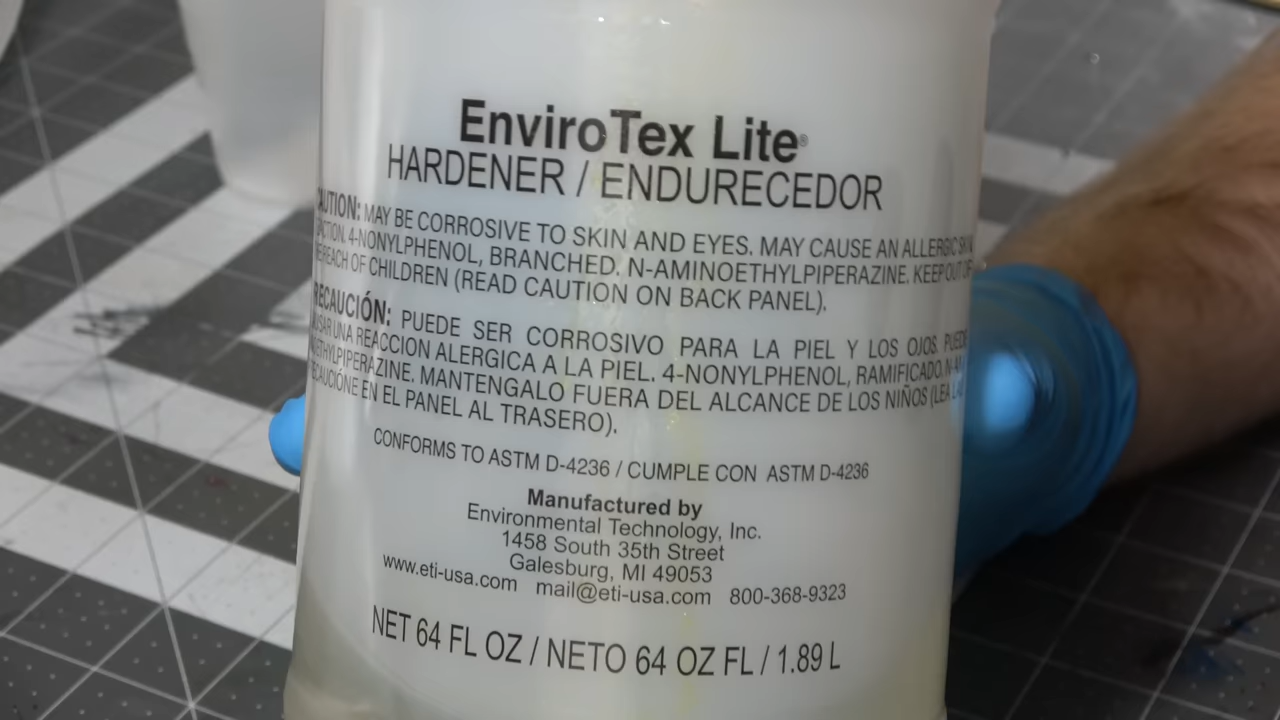 EnviroTex Lite®
HARDENER / ENDURECEDOR
CAUTION: MAY BE CORROSIVE TO SKIN AND EYES. MAY CAUSE AN ALLERGIC SKIN
4-NONYLPHENOL, BRANCHED. N-AMINOETHYLPIPERAZINE. KEEP OUT OF
REACH OF CHILDREN (READ CAUTION ON BACK PANEL).
PRECAUCIÓN: PUEDE SER CORROSIVO PARA LA PIEL Y LOS OJOS. PUEDE
UNA REACCION ALERGICA A LA PIEL. 4-NONYLPHENOL, RAMIFICADO.
MANTENGALO FUERA DEL ALCANCE DE LOS NIÑOS (LEA
EN EL PANEL AL TRASERO).
CONFORMS TO ASTM D-4236 / CUMPLE CON ASTM D-4236
Manufactured by
Environmental Technology, Inc.
1458 South 35th Street
Galesburg, MI 49053
www.eti-usa.com mail@eti-usa.com 800-368-9323
NET 64 FL OZ / NETO 64 OZ FL / 1.89 L